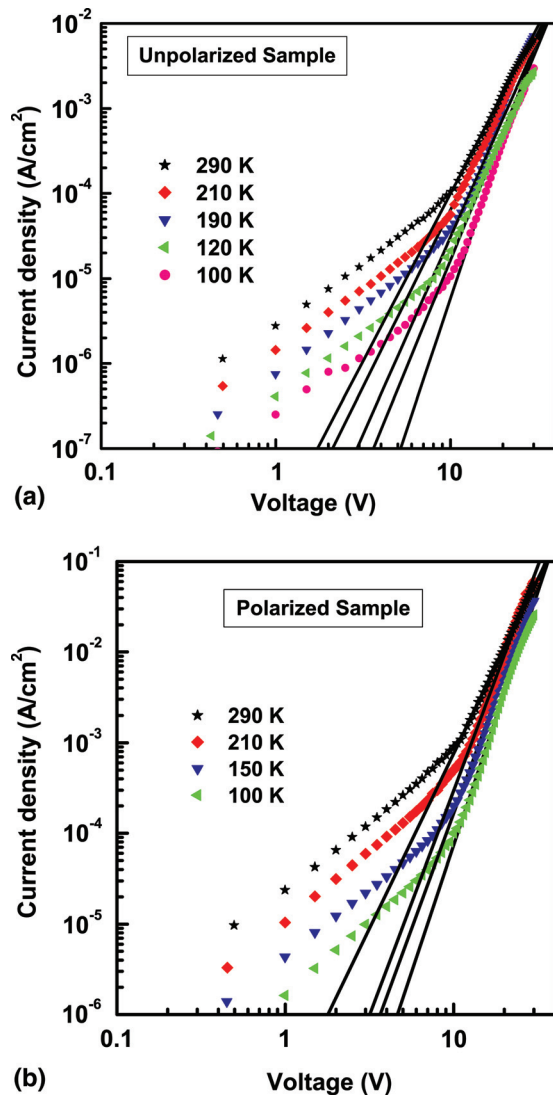 10^-2
Unpolarized Sample
10^-3
290 K
210 K
190 K
120 K
100 K
10^-4
10^-5
10^-6
10^-7
Current density (A/cm²)
0.1
1
10
Voltage (V)
(a)
10^-1
Polarized Sample
10^-2
290 K
210 K
150 K
100 K
10^-3
10^-4
10^-5
10^-6
Current density (A/cm²)
0.1
1
10
Voltage (V)
(b)